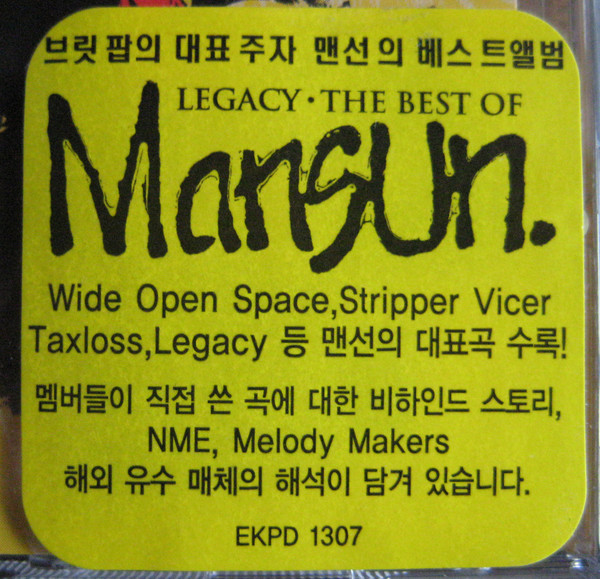 브릿팝의 대표주자 맨선의 베스트앨범
LEGACY · THE BEST OF
Mansun.
Wide Open Space,Stripper Vicer
Taxloss,Legacy 등 맨선의 대표곡 수록!
멤버들이 직접 쓴 곡에 대한 비하인드 스토리,
NME, Melody Makers
해외 유수 매체의 해석이 담겨 있습니다.
EKPD 1307